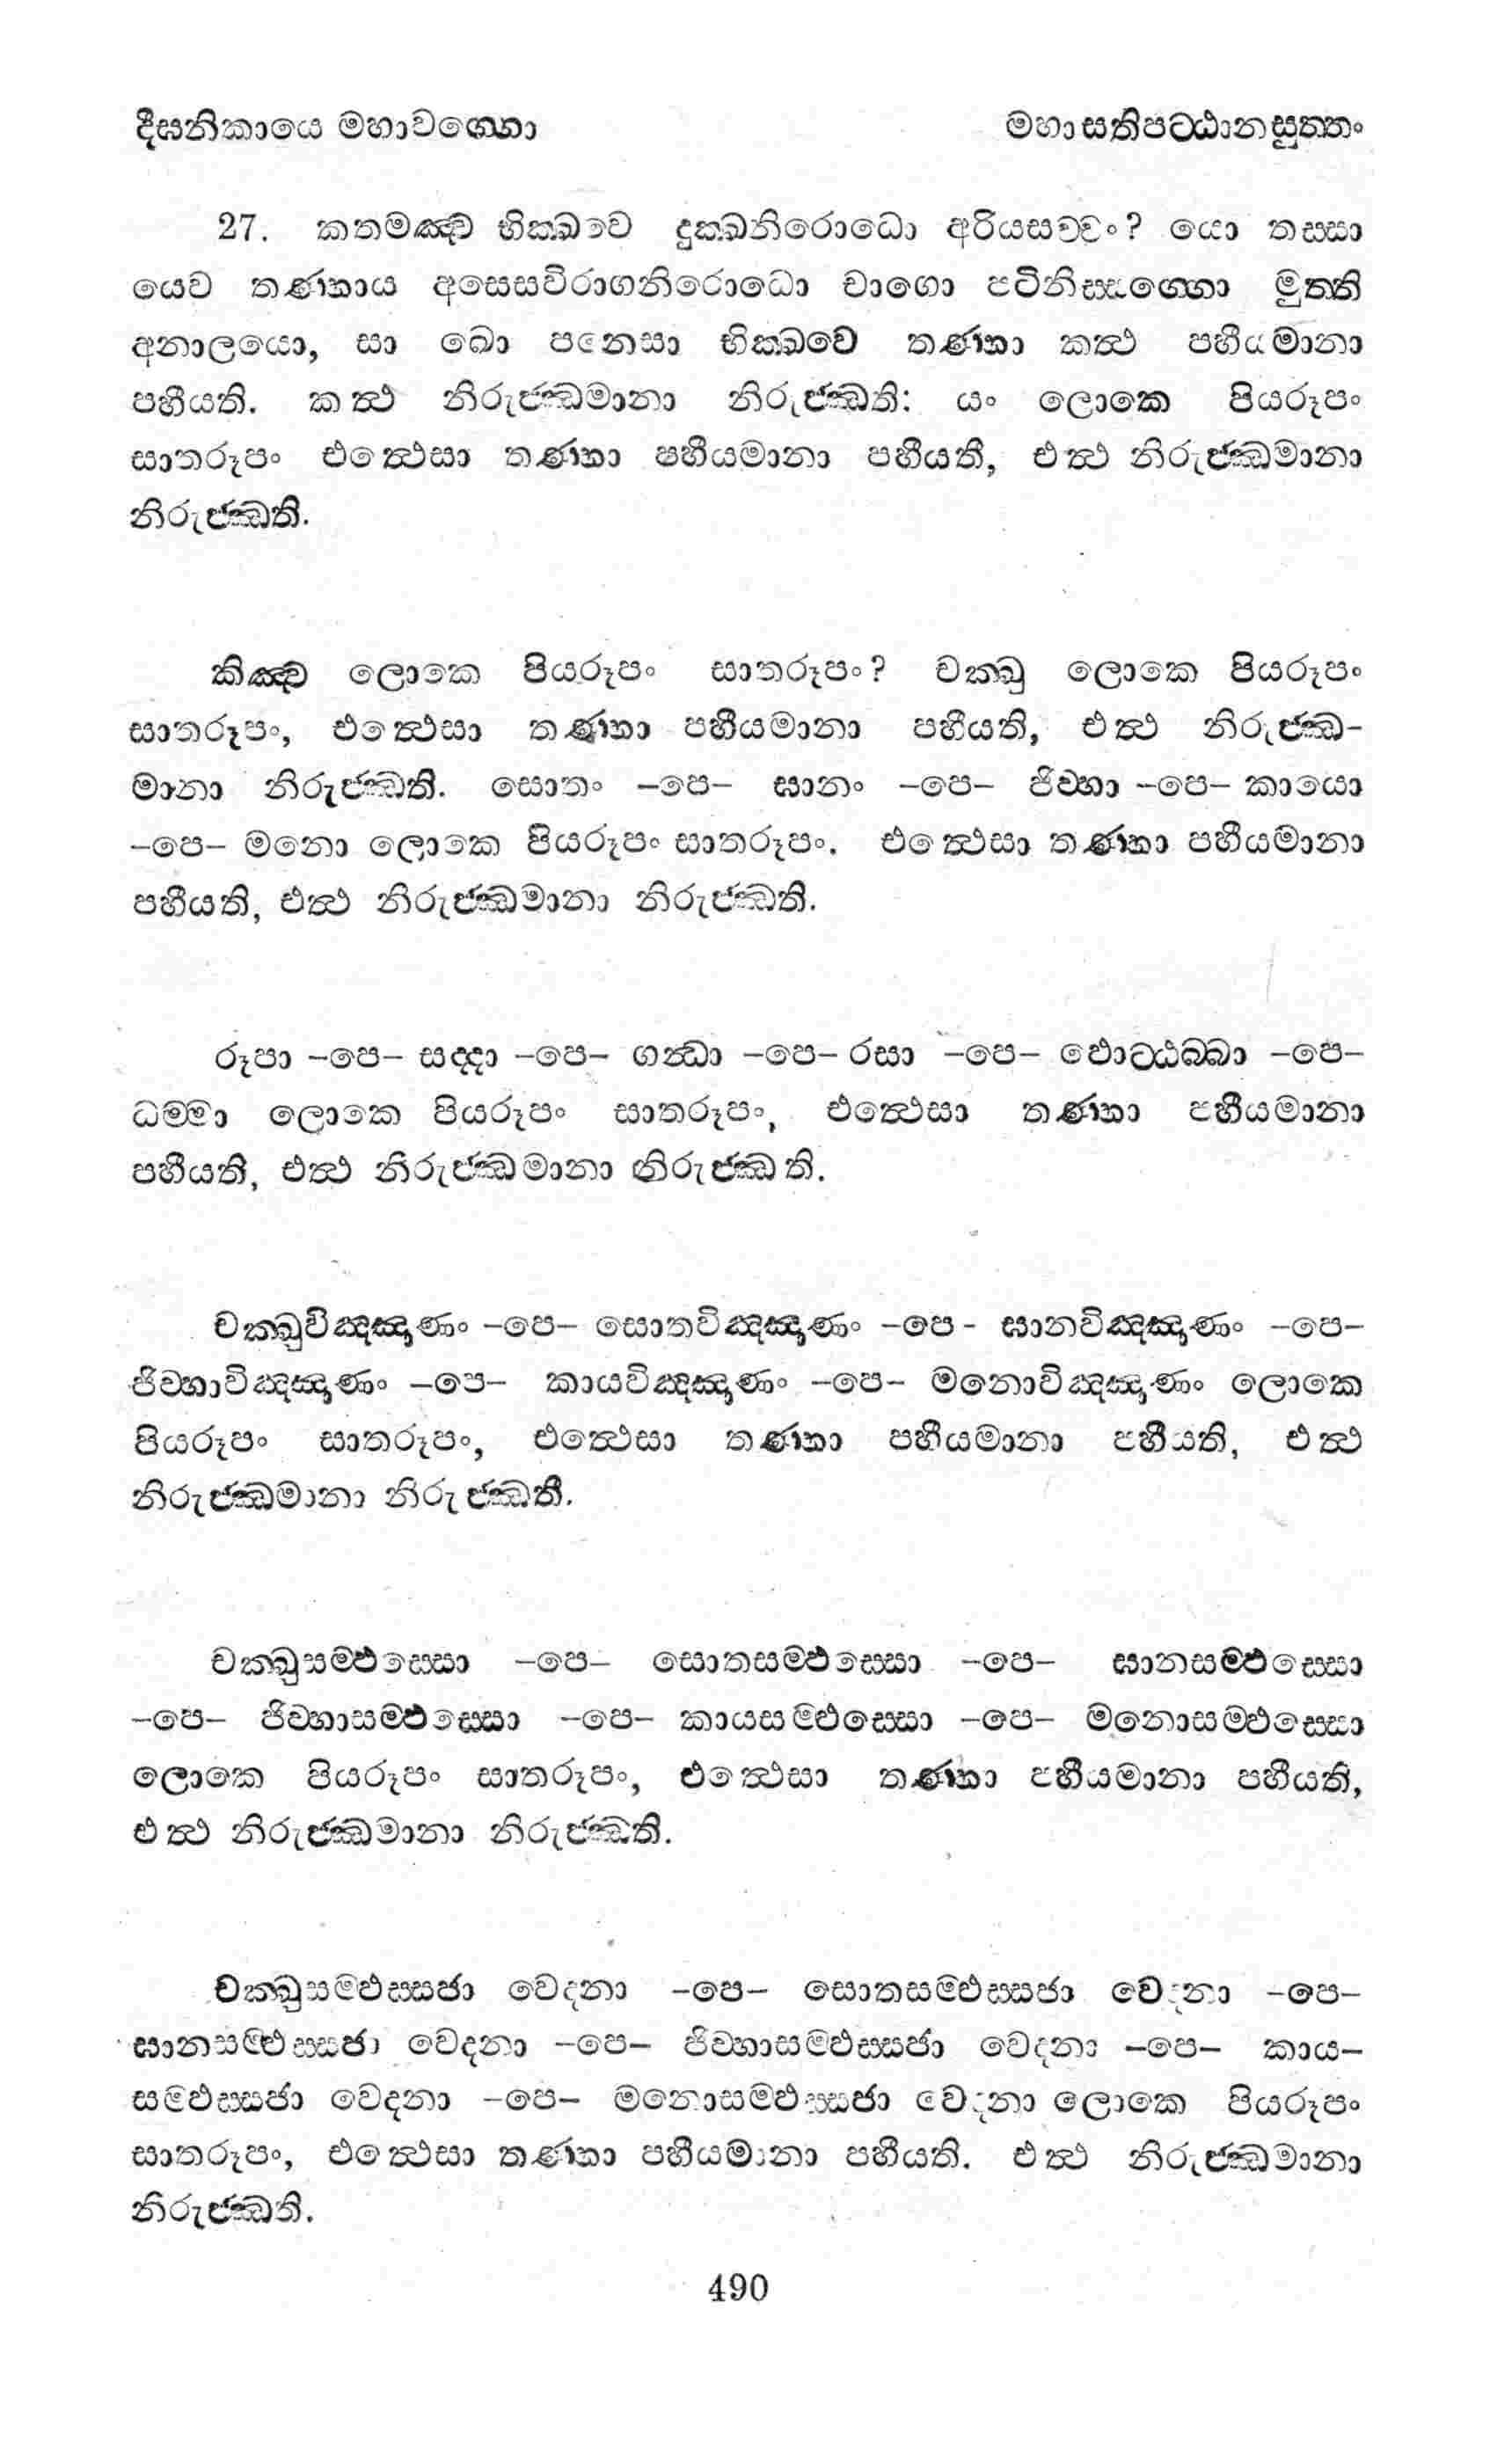 දීඝනිකායෙ මහාවග්ගො මහාසතිපට්ඨානසුත්තං
27. කතමඤ්ච භික්ඛවෙ දුක්ඛනිරොධො අරියසච්චං? යො තස්සා
යෙව තණ්හාය අසෙසවිරාගනිරොධො චාගො පටිනිස්සග්ගො මුත්ති
අනාලයො, සා ඛො පනෙසා භික්ඛවෙ තණ්හා කත්ථ පහීයමානා
පහීයති. කත්ථ නිරුජ්ඣමානා නිරුජ්ඣති: යං ලොකෙ පියරූපං
සාතරූපං එත්ථෙසා තණ්හා පහීයමානා පහීයතී, එත්ථ නිරුජ්ඣමානා
නිරුජ්ඣති.
කිඤ්ච ලොකෙ පියරූපං සාතරූපං? චක්ඛු ලොකෙ පියරූපං
සාතරූපං, එත්ථෙසා තණ්හා පහීයමානා පහීයති, එත්ථ නිරුජ්ඣ-
මානා නිරුජ්ඣති. සොතං –පෙ– ඝානං –පෙ– ජිව්හා –පෙ– කායො
–පෙ– මනො ලොකෙ පියරූපං සාතරූපං. එත්ථෙසා තණ්හා පහීයමානා
පහීයති, එත්ථ නිරුජ්ඣමානා නිරුජ්ඣති.
රූපා –පෙ– සද්දා –පෙ– ගන්ධා –පෙ– රසා –පෙ– ඵොට්ඨබ්බා –පෙ–
ධම්මා ලොකෙ පියරූපං සාතරූපං, එත්ථෙසා තණ්හා පහීයමානා
පහීයති, එත්ථ නිරුජ්ඣමානා නිරුජ්ඣති.
චක්ඛුවිඤ්ඤාණං –පෙ– සොතවිඤ්ඤාණං –පෙ- ඝානවිඤ්ඤාණං –පෙ–
ජිව්හාවිඤ්ඤාණං –පෙ– කායවිඤ්ඤාණං –පෙ– මනොවිඤ්ඤාණං ලොකෙ
පියරූපං සාතරූපං, එත්ථෙසා තණ්හා පහීයමානා පහීයති, එත්ථ
නිරුජ්ඣමානා නිරුජ්ඣතී.
චක්ඛුසම්ඵස්සො –පෙ– සොතසම්ඵස්සො –පෙ– ඝානසම්ඵස්සො
–පෙ– ජිව්හාසම්ඵස්සො –පෙ– කායසම්ඵස්සො –පෙ– මනොසම්ඵස්සො
ලොකෙ පියරූපං සාතරූපං, එත්ථෙසා තණ්හා පහීයමානා පහීයති,
එත්ථ නිරුජ්ඣමානා නිරුජ්ඣති.
චක්ඛුසම්ඵස්සජා වෙදනා –පෙ– සොතසම්ඵස්සජා වෙදනා –පෙ–
ඝානසම්ඵස්සජා වෙදනා –පෙ– ජිව්හාසම්ඵස්සජා වෙදනා –පෙ– කාය–
සම්ඵස්සජා වෙදනා –පෙ– මනොසම්ඵස්සජා වෙදනා ලොකෙ පියරූපං
සාතරූපං, එත්ථෙසා තණ්හා පහීයමානා පහීයති. එත්ථ නිරුජ්ඣමානා
නිරුජ්ඣති.
490